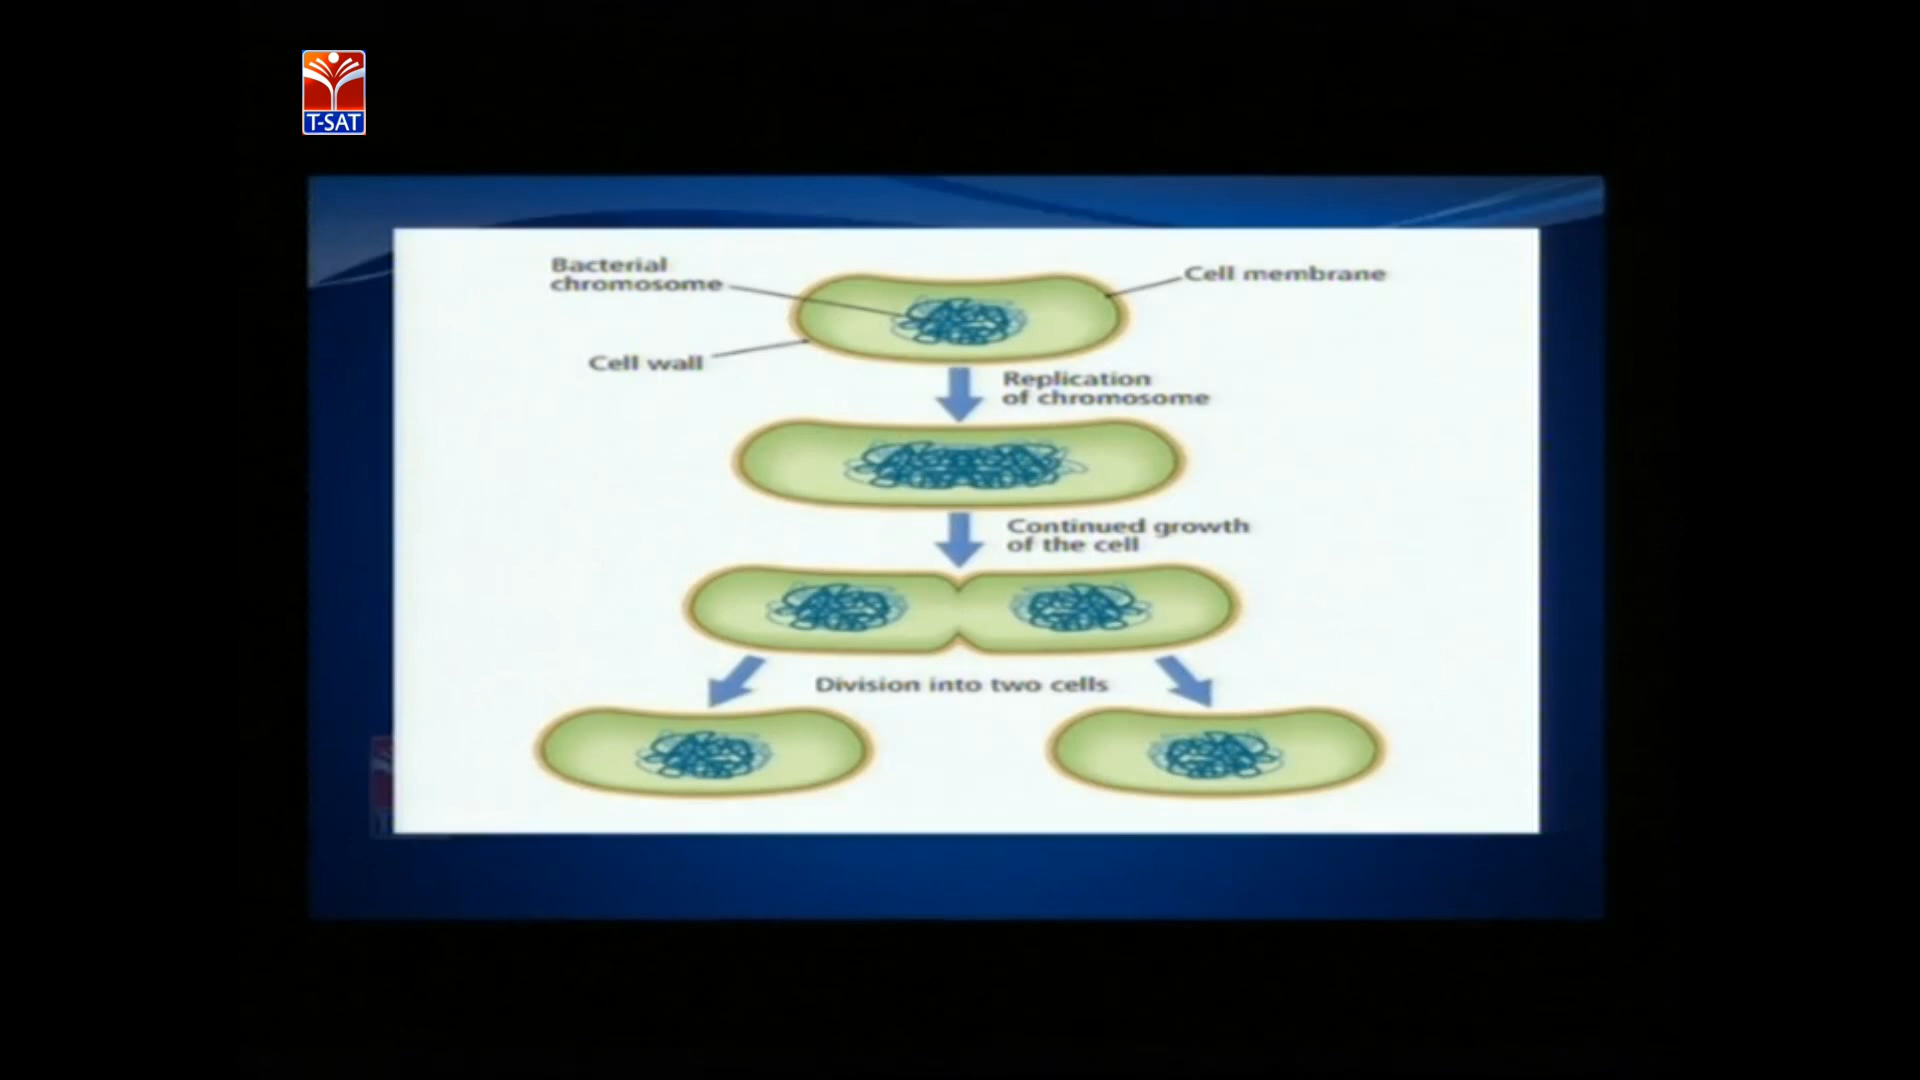 T-SAT
Bacterial
chromosome
Cell membrane
Cell wall
Replication
of chromosome
Continued growth
of the cell
Division into two cells